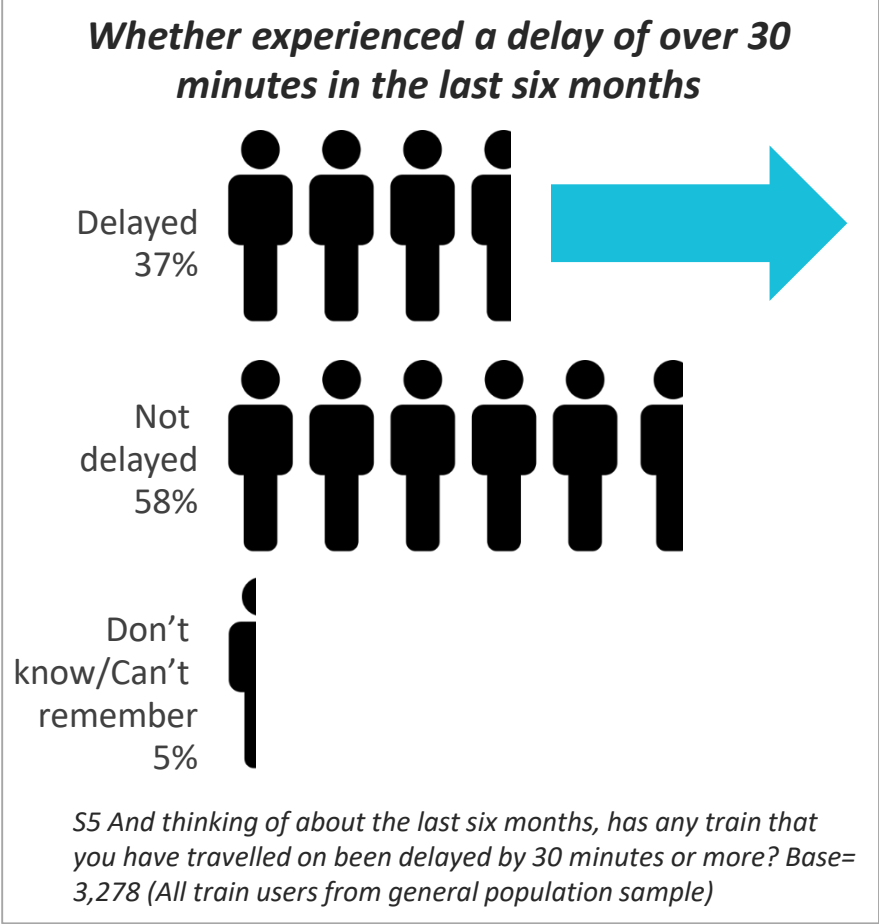 Whether experienced a delay of over 30
minutes in the last six months
Delayed
37%
Not
delayed
58%
Don't
know/Can't
remember
5%
S5 And thinking of about the last six months, has any train that
you have travelled on been delayed by 30 minutes or more? Base=
3,278 (All train users from general population sample)